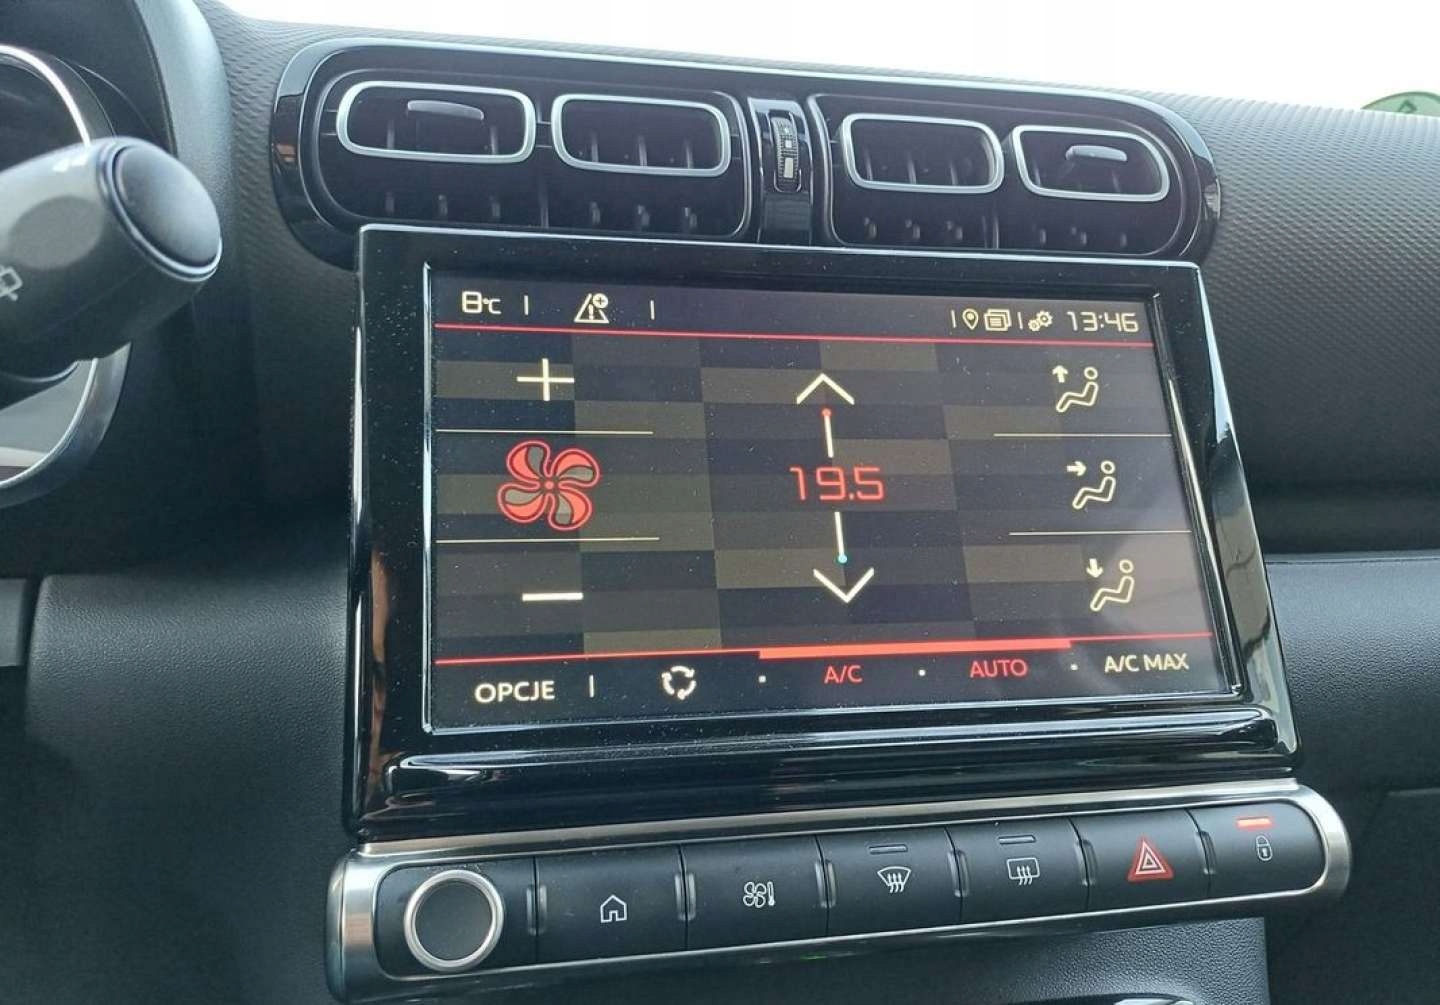 8°C
13:46
19.5
OPCJE A/C AUTO A/C MAX